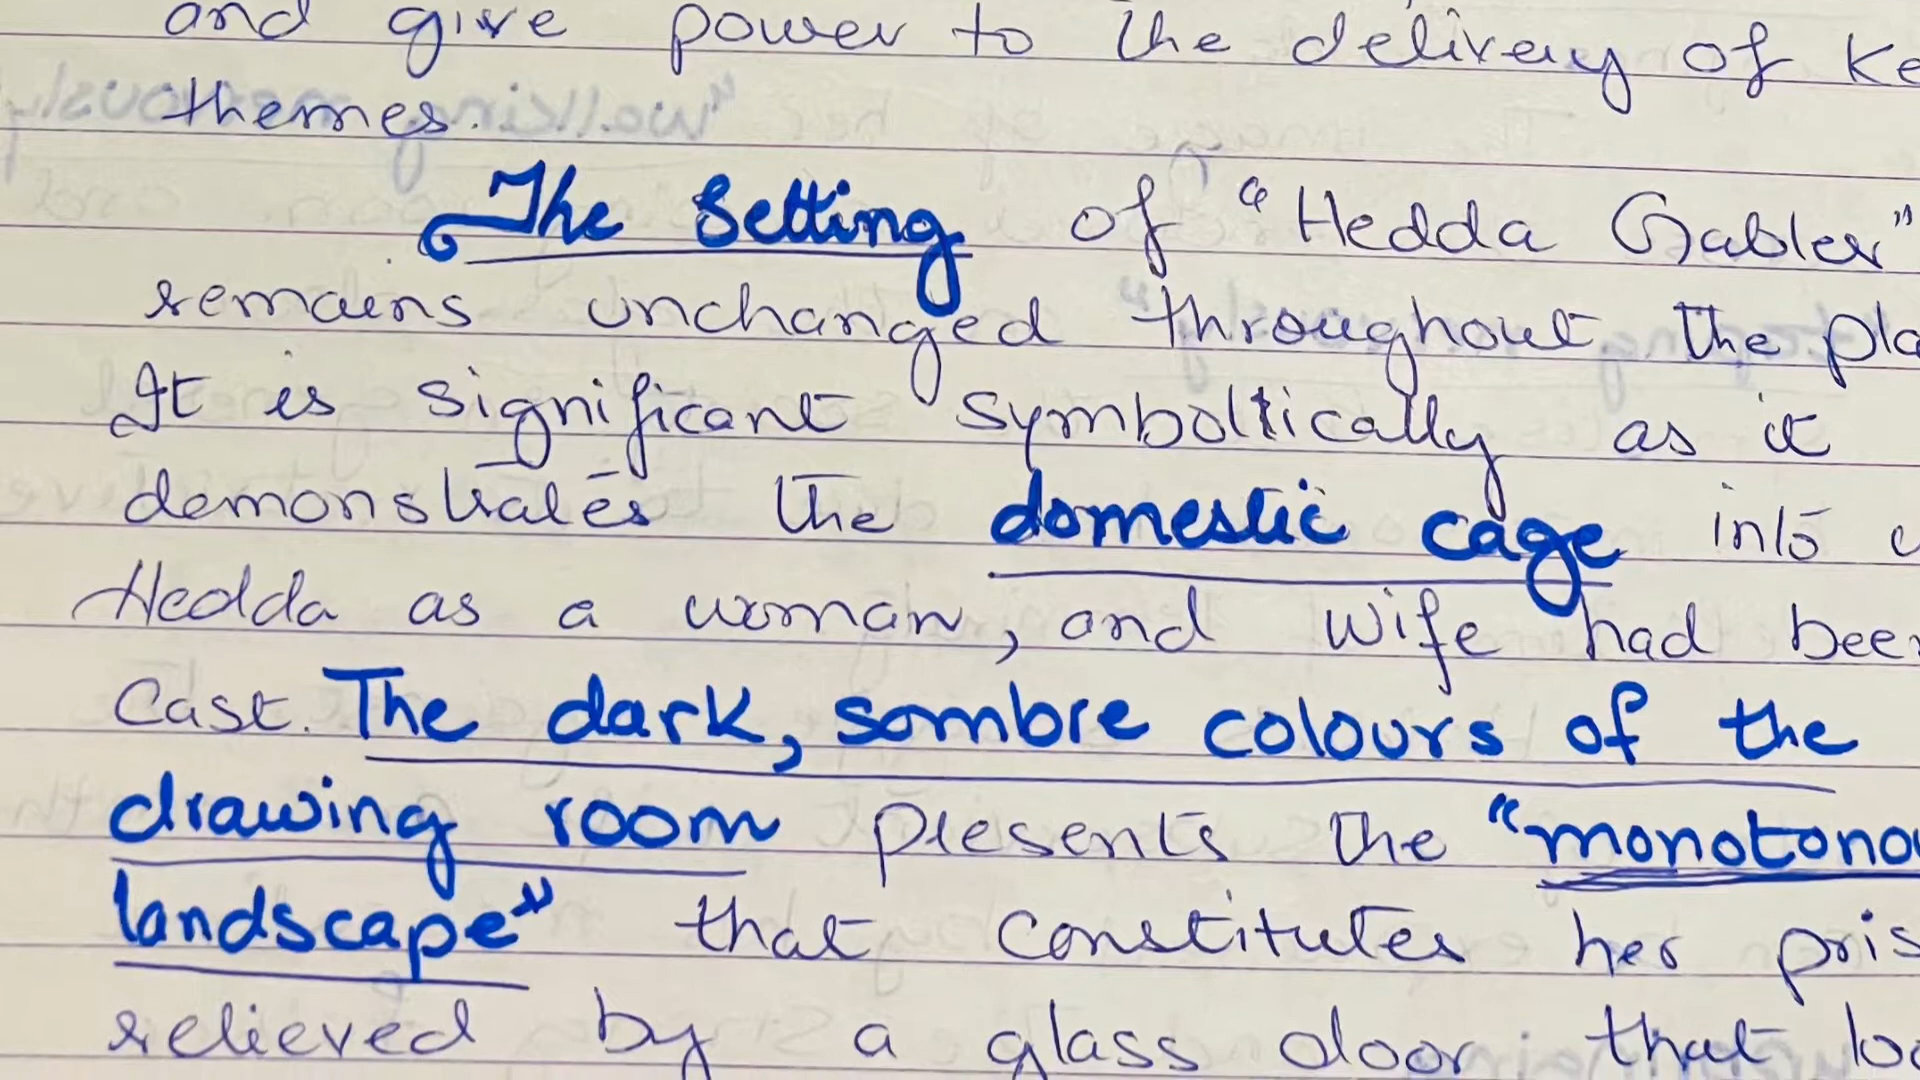 and give power to the delivery of Ke
themes.
The Setting of "Hedda Gabler"
remains unchanged throughout the pla
It is significant symboltically as it
demonstrates the domestic cage into
Hedda as a woman, and wife had bee
cast. The dark, sombre colours of the
drawing room presents the "monotono
landscape" that constitutes her pris
relieved by a glass door that lo